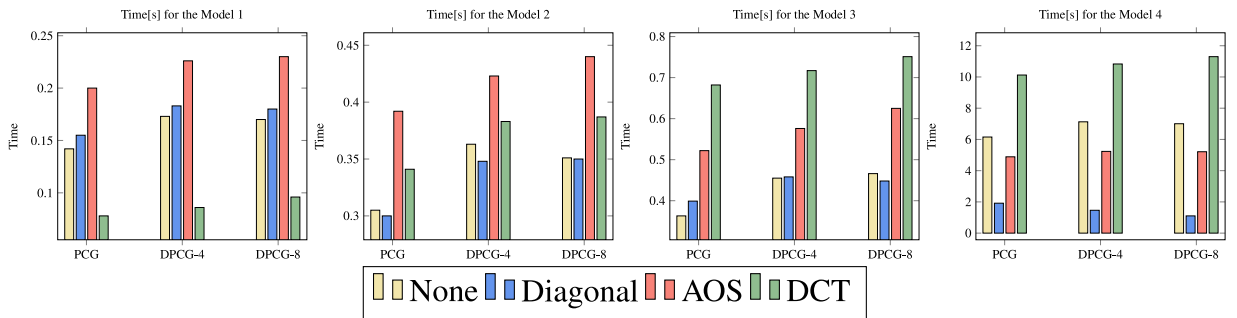 Time[s] for the Model 1
Time
0.25
0.2
0.15
0.1
PCG DPCG-4 DPCG-8
Time[s] for the Model 2
Time
0.45
0.4
0.35
0.3
PCG DPCG-4 DPCG-8
Time[s] for the Model 3
Time
0.8
0.7
0.6
0.5
0.4
PCG DPCG-4 DPCG-8
Time[s] for the Model 4
Time
12
10
8
6
4
2
0
PCG DPCG-4 DPCG-8
None Diagonal AOS DCT